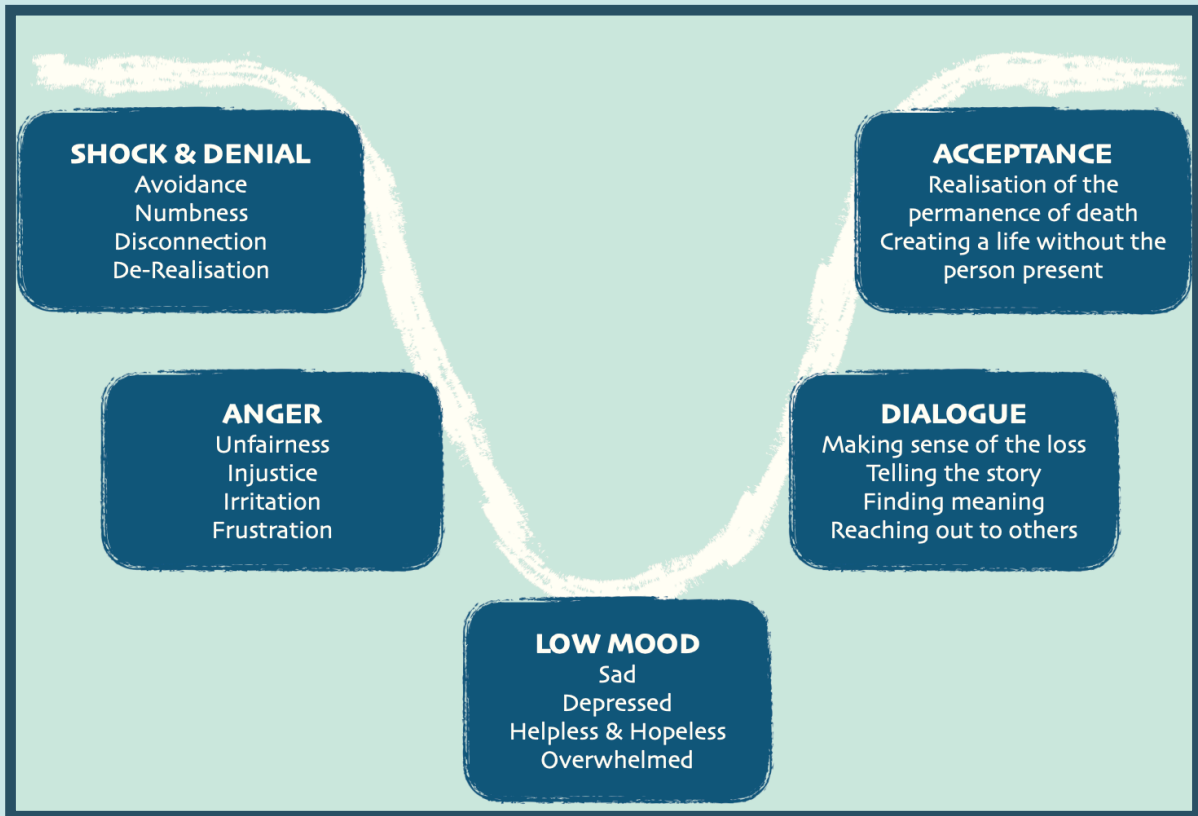 SHOCK & DENIAL
Avoidance
Numbness
Disconnection
De-Realisation
ANGER
Unfairness
Injustice
Irritation
Frustration
LOW MOOD
Sad
Depressed
Helpless & Hopeless
Overwhelmed
DIALOGUE
Making sense of the loss
Telling the story
Finding meaning
Reaching out to others
ACCEPTANCE
Realisation of the
permanence of death
Creating a life without the
person present